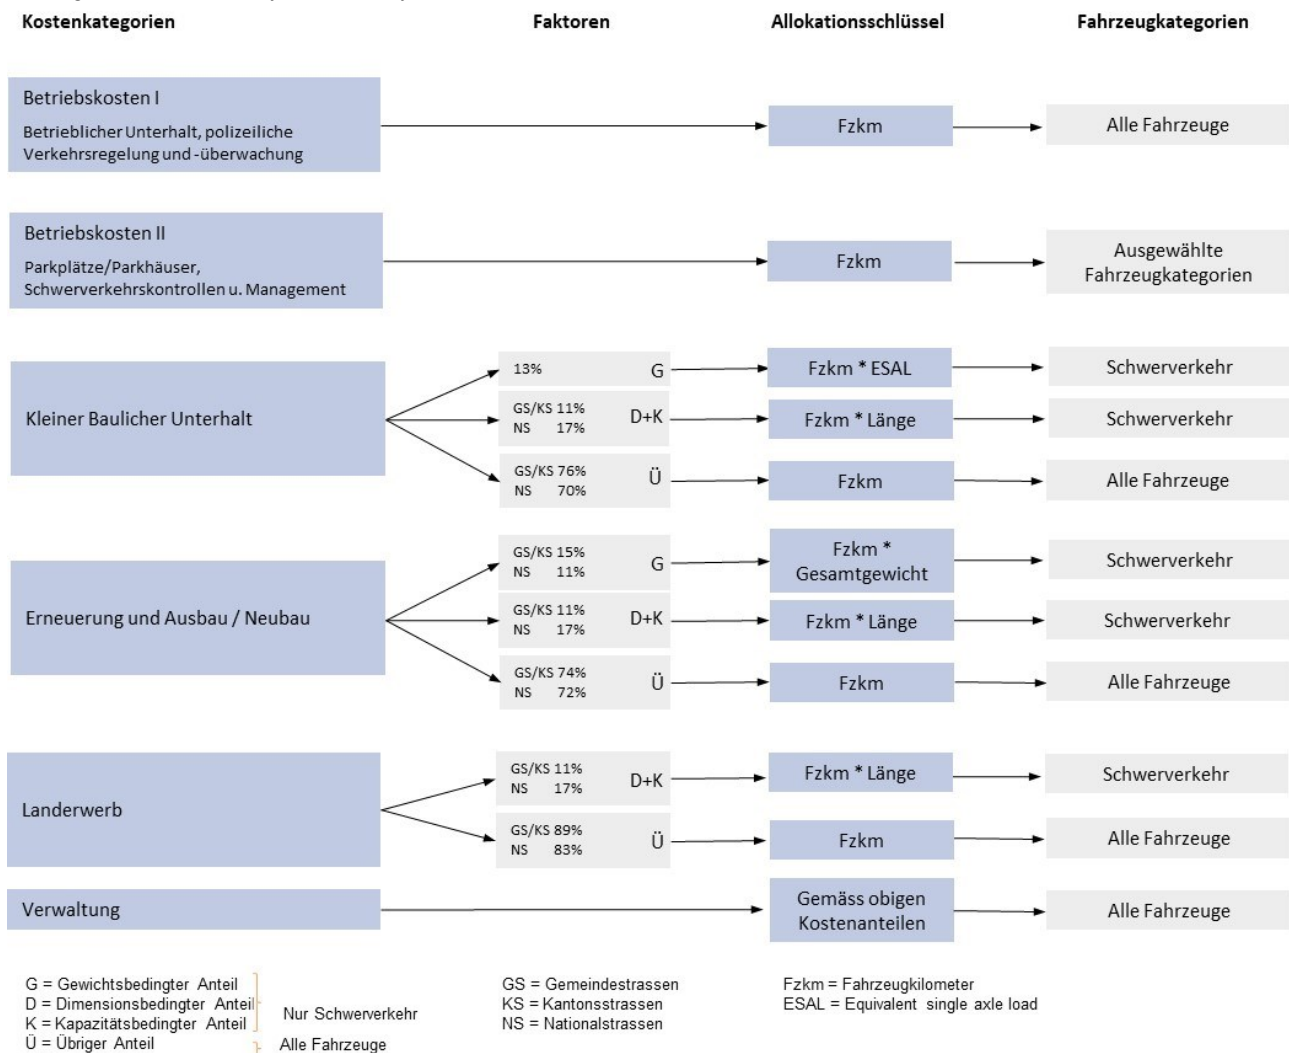 Kostenkategorien Faktoren Allokationsschlüssel Fahrzeugkategorien
Betriebskosten I
Betrieblicher Unterhalt, polizeiliche
Verkehrsregelung und -überwachung
Fzkm
Alle Fahrzeuge
Betriebskosten II
Parkplätze/Parkhäuser,
Schwerverkehrskontrollen u. Management
Fzkm
Ausgewählte
Fahrzeugkategorien
Kleiner Baulicher Unterhalt
13% G
Fzkm * ESAL
Schwerverkehr
GS/KS 11%
NS 17%
D+K
Fzkm * Länge
Schwerverkehr
GS/KS 76%
NS 70%
Ü
Fzkm
Alle Fahrzeuge
Erneuerung und Ausbau / Neubau
GS/KS 15%
NS 11%
G
Fzkm *
Gesamtgewicht
Schwerverkehr
GS/KS 11%
NS 17%
D+K
Fzkm * Länge
Schwerverkehr
GS/KS 74%
NS 72%
Ü
Fzkm
Alle Fahrzeuge
Landerwerb
GS/KS 11%
NS 17%
D+K
Fzkm * Länge
Schwerverkehr
GS/KS 89%
NS 83%
Ü
Fzkm
Alle Fahrzeuge
Verwaltung
Gemäss obigen
Kostenanteilen
Alle Fahrzeuge
G = Gewichtsbedingter Anteil
D = Dimensionsbedingter Anteil
K = Kapazitätsbedingter Anteil
Ü = Übriger Anteil
Nur Schwerverkehr
Alle Fahrzeuge
GS = Gemeindestrassen
KS = Kantonsstrassen
NS = Nationalstrassen
Fzkm = Fahrzeugkilometer
ESAL = Equivalent single axle load